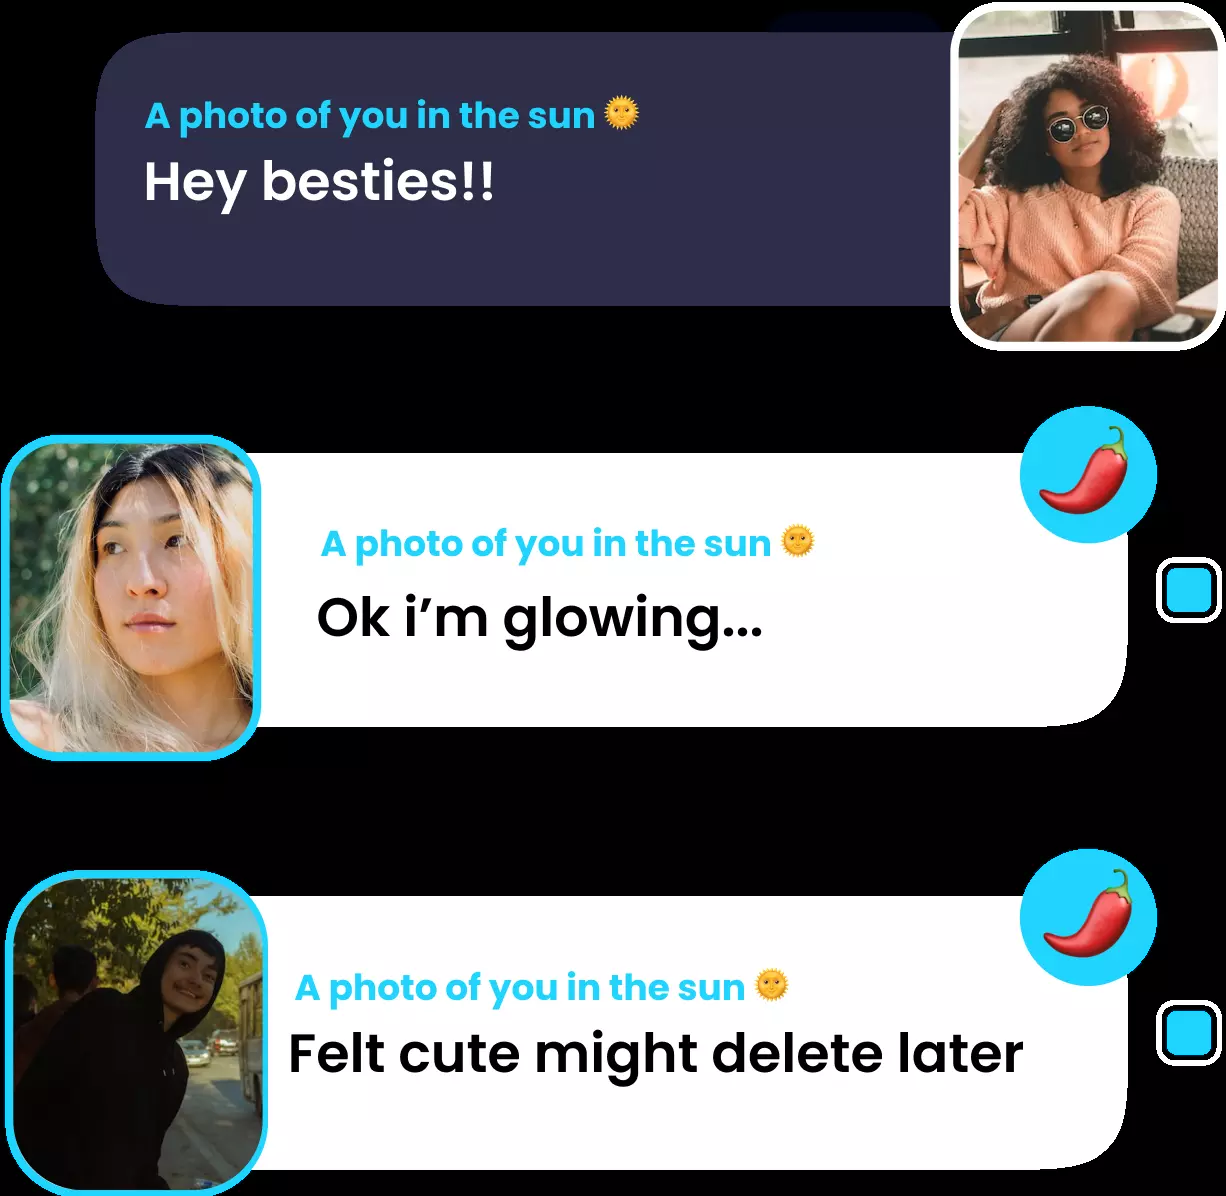 A photo of you in the sun 🌞
Hey besties!!
A photo of you in the sun 🌞
Ok i’m glowing...
A photo of you in the sun 🌞
Felt cute might delete later